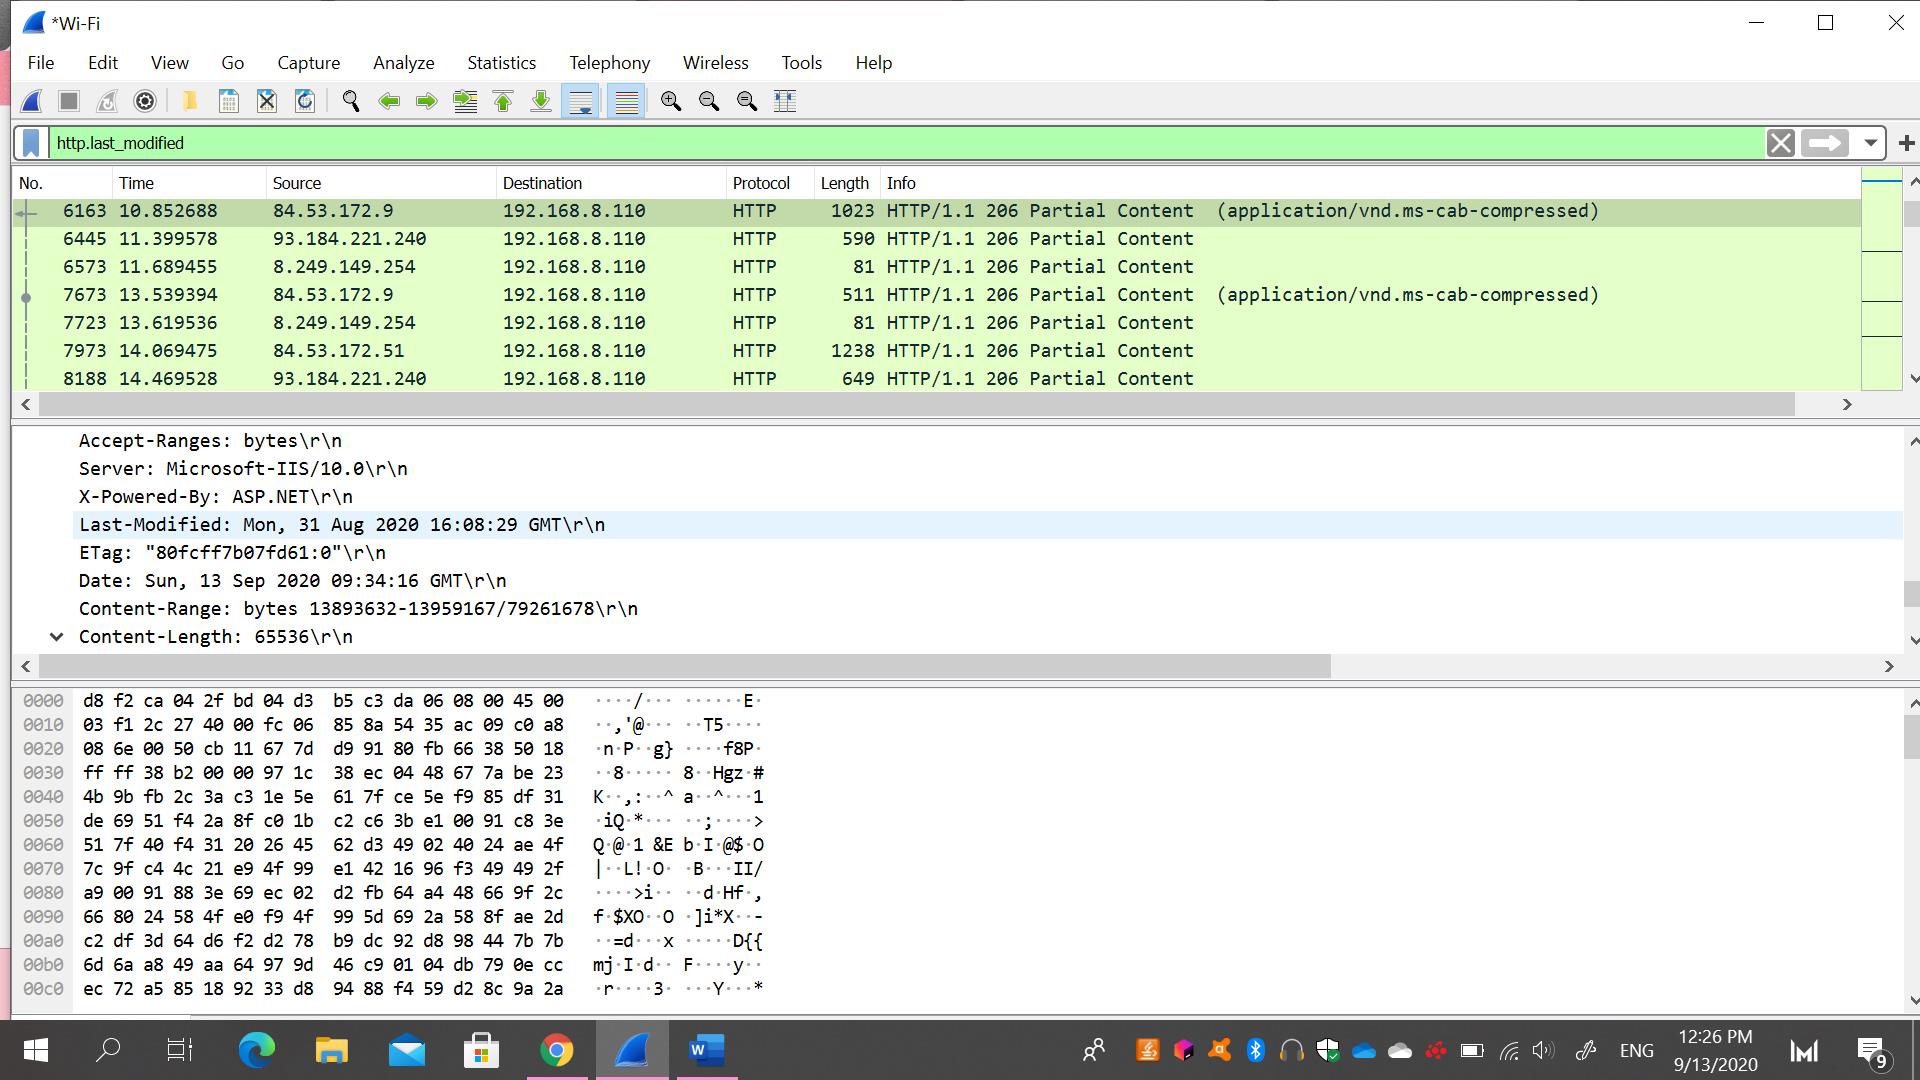 *Wi-Fi
File Edit View Go Capture Analyze Statistics Telephony Wireless Tools Help
http.last_modified
No. Time Source Destination Protocol Length Info
6163 10.852688 84.53.172.9 192.168.8.110 HTTP 1023 HTTP/1.1 206 Partial Content (application/vnd.ms-cab-compressed)
6445 11.399578 93.184.221.240 192.168.8.110 HTTP 590 HTTP/1.1 206 Partial Content
6573 11.689455 8.249.149.254 192.168.8.110 HTTP 81 HTTP/1.1 206 Partial Content
7673 13.539394 84.53.172.9 192.168.8.110 HTTP 511 HTTP/1.1 206 Partial Content (application/vnd.ms-cab-compressed)
7723 13.619536 8.249.149.254 192.168.8.110 HTTP 81 HTTP/1.1 206 Partial Content
7973 14.069475 84.53.172.51 192.168.8.110 HTTP 1238 HTTP/1.1 206 Partial Content
8188 14.469528 93.184.221.240 192.168.8.110 HTTP 649 HTTP/1.1 206 Partial Content
Accept-Ranges: bytes\r\n
Server: Microsoft-IIS/10.0\r\n
X-Powered-By: ASP.NET\r\n
Last-Modified: Mon, 31 Aug 2020 16:08:29 GMT\r\n
ETag: "80fcff7b07fd61:0"\r\n
Date: Sun, 13 Sep 2020 09:34:16 GMT\r\n
Content-Range: bytes 13893632-13959167/79261678\r\n
Content-Length: 65536\r\n
0000 d8 f2 ca 04 2f bd 04 d3 b5 c3 da 06 08 00 45 00 ····/··· ······E·
0010 03 f1 2c 27 40 00 fc 06 85 8a 54 35 ac 09 c0 a8 ··,'@··· ··T5····
0020 08 6e 00 50 cb 11 67 7d d9 91 80 fb 66 38 50 18 ·n·P··g} ····f8P·
0030 ff ff 38 b2 00 00 97 1c 38 ec 04 48 67 7a be 23 ··8····· 8··Hgz·#
0040 4b 9b fb 2c 3a c3 1e 5e 61 7f ce 5e f9 85 df 31 K··,:··^ a··^···1
0050 de 69 51 f4 2a 8f c0 1b c2 c6 3b e1 00 91 c8 3e ·iQ·*··· ··;····>
0060 51 7f 40 f4 31 20 26 45 62 d3 49 02 40 24 ae 4f Q·@·1 &E b·I·@$·O
0070 7c 9f c4 4c 21 e9 4f 99 e1 42 16 96 f3 49 49 2f |··L!·O· ·B···II/
0080 a9 00 91 88 3e 69 ec 02 d2 fb 64 a4 48 66 9f 2c ····>i·· ··d·Hf·,
0090 66 80 24 58 4f e0 f9 4f 99 5d 69 2a 58 8f ae 2d f·$XO··O ·]i*X··-
00a0 c2 df 3d 64 d6 f2 d2 78 b9 dc 92 d8 98 44 7b 7b ··=d···x ·····D{{
00b0 6d 6a a8 49 aa 64 97 9d 46 c9 01 04 db 79 0e cc mj·I·d·· F····y··
00c0 ec 72 a5 85 18 92 33 d8 94 88 f4 59 d2 8c 9a 2a ·r····3· ···Y···*
ENG
12:26 PM
9/13/2020
9